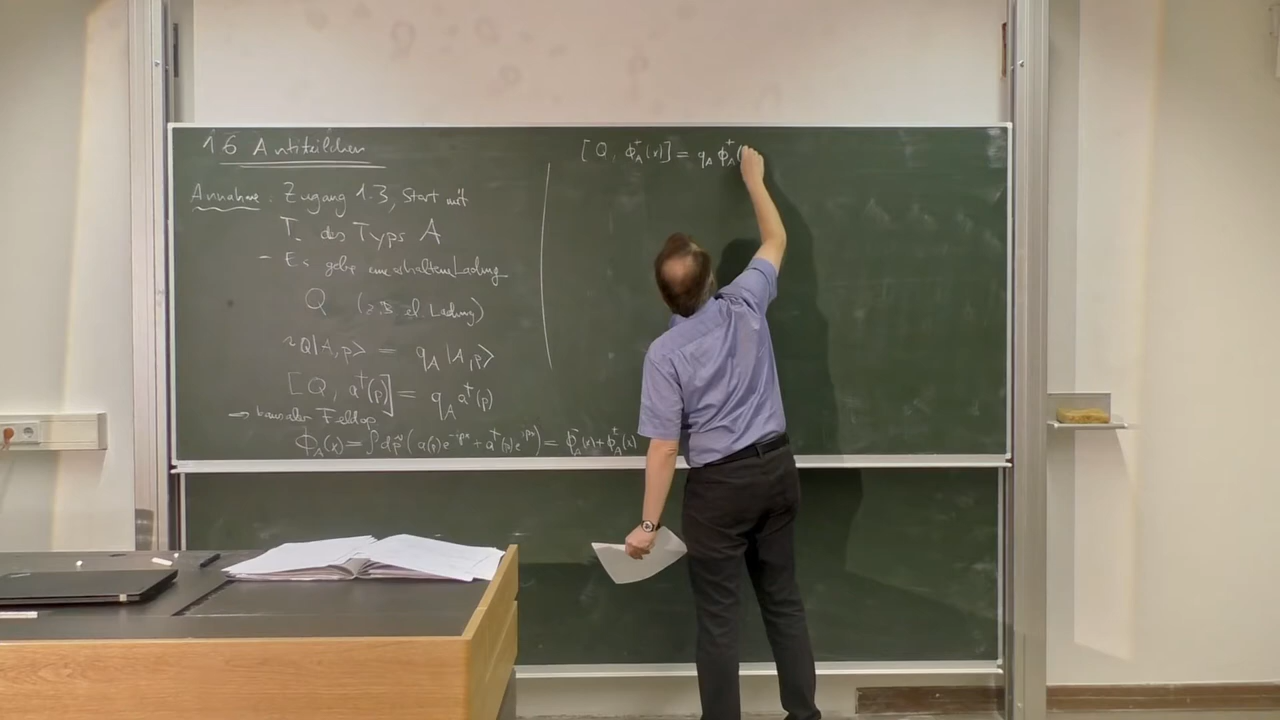 1.6 Antiteilchen
Annahme: Zugang 1.3, Start mit
T. des Typs A
- Es gebe eine erhaltene Ladung
Q (z.B. el. Ladung)
Q|A,p> = q_A |A,p>
[Q, a†(p)] = q_A a†(p)
→ kausaler Feldop
ϕ_A(x) = ∫dp̃ (a(p)e^{-ipx} + a†(p)e^{ipx}) = ϕ_A^-(x) + ϕ_A^+(x)
[Q, ϕ_A^+(x)] = q_A ϕ_A^+(